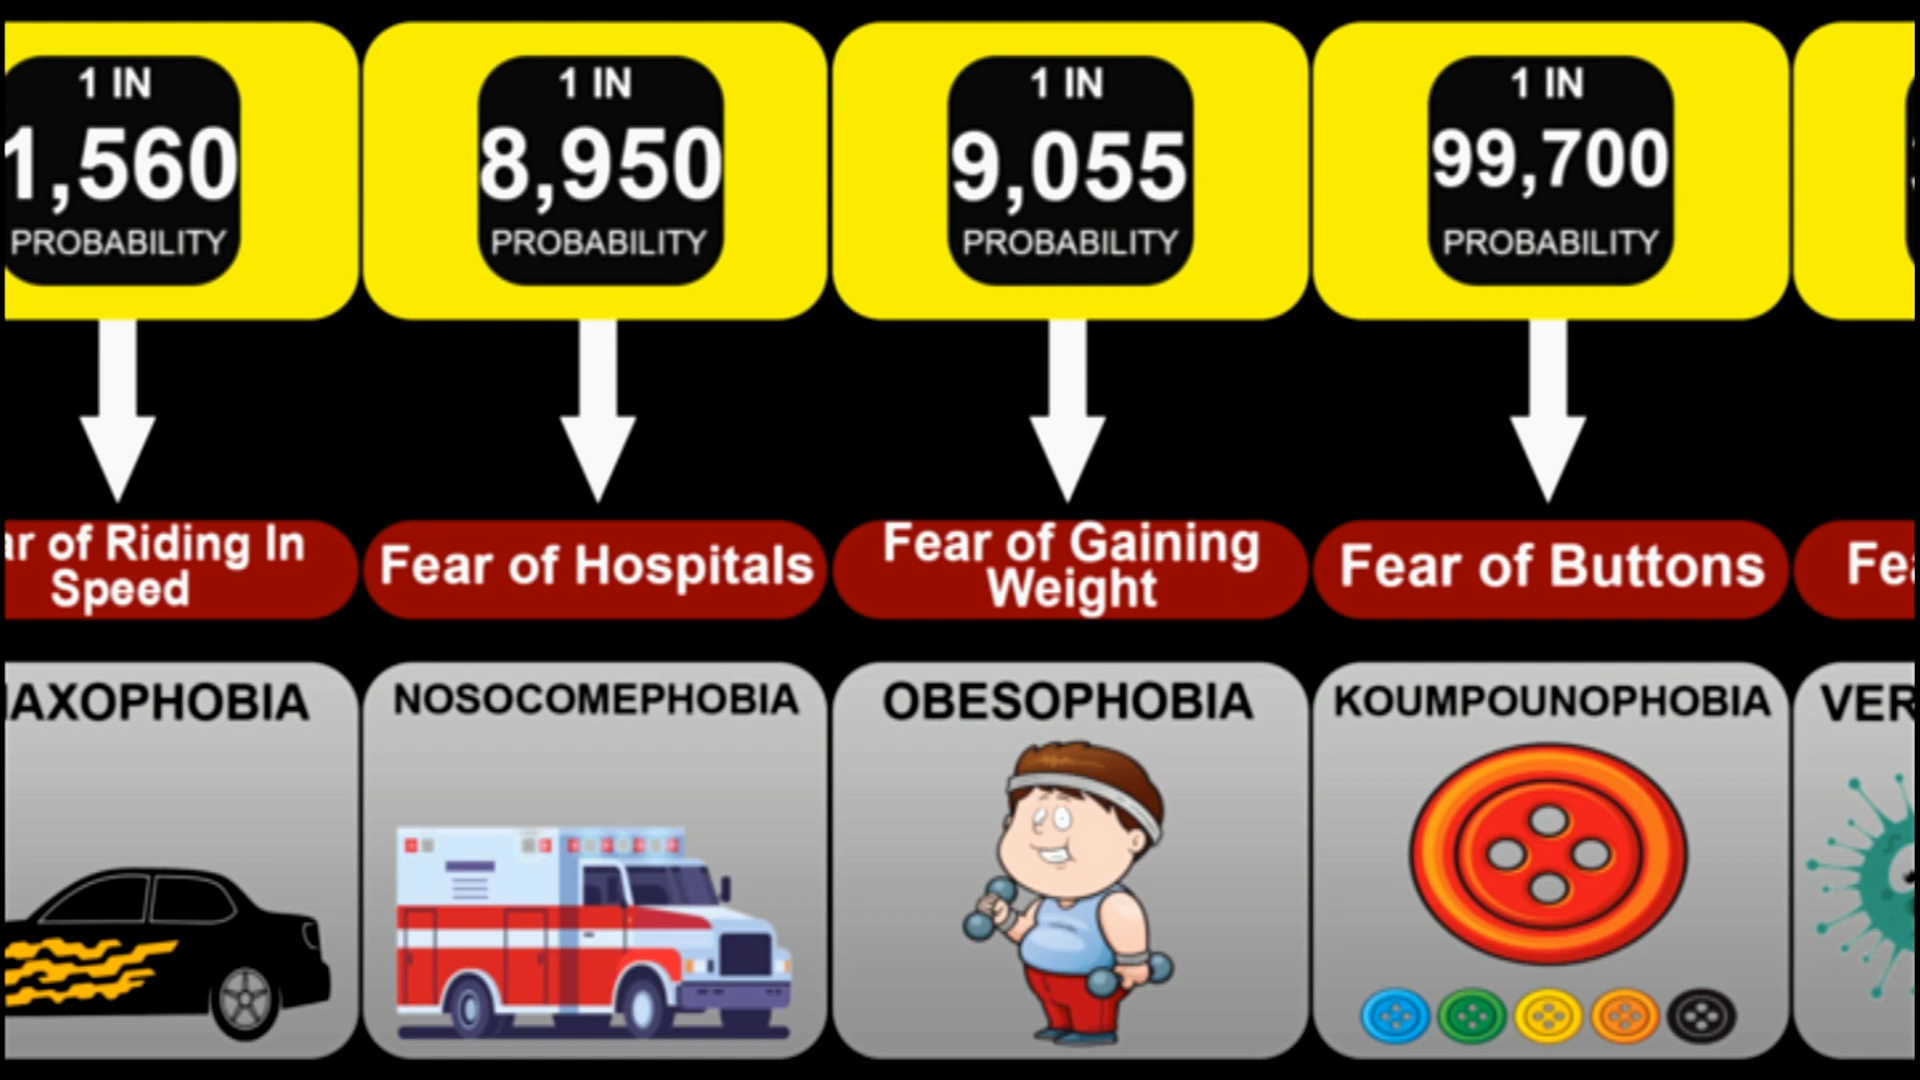 1 IN
1,560
PROBABILITY
1 IN
8,950
PROBABILITY
1 IN
9,055
PROBABILITY
1 IN
99,700
PROBABILITY
ar of Riding In
Speed
Fear of Hospitals
Fear of Gaining
Weight
Fear of Buttons
Fea
AXOPHOBIA
NOSOCOMEPHOBIA
OBESOPHOBIA
KOUMPOUNOPHOBIA
VER